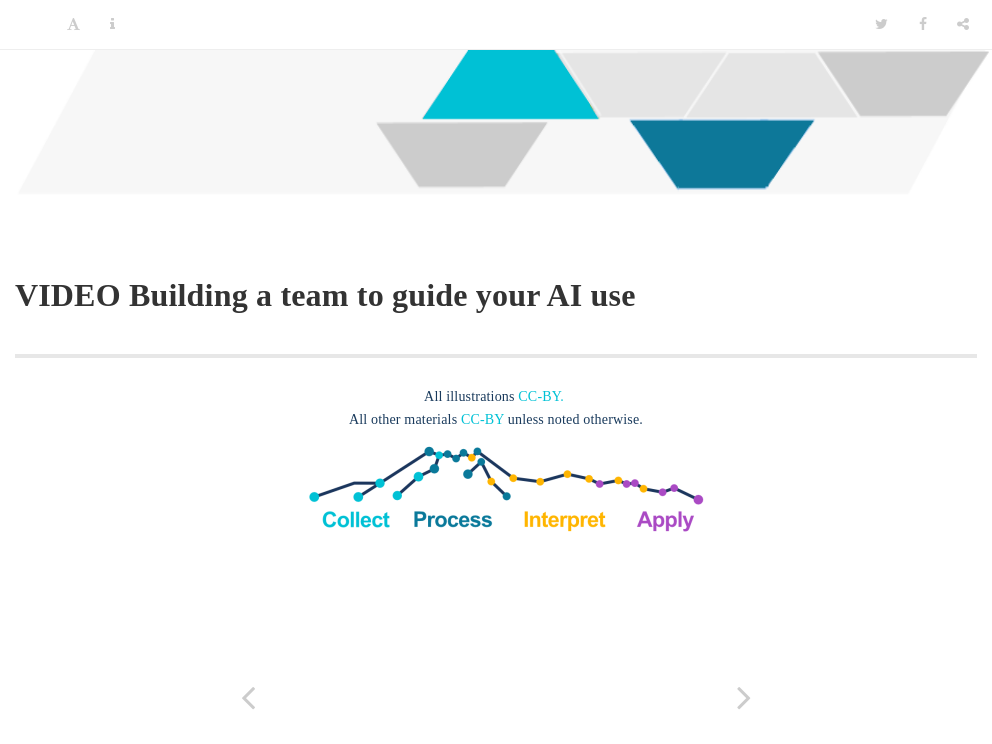 VIDEO Building a team to guide your AI use
All illustrations CC-BY.
All other materials CC-BY unless noted otherwise.
Collect Process Interpret Apply